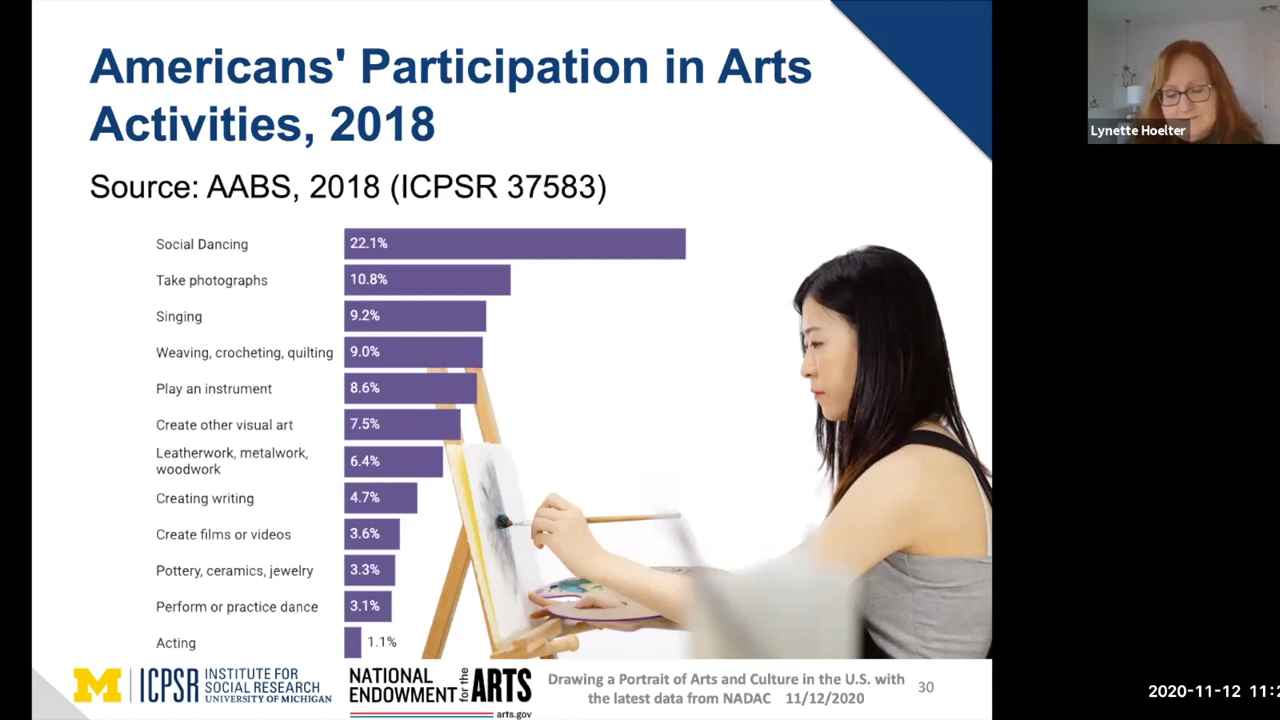 Americans' Participation in Arts
Activities, 2018
Source: AABS, 2018 (ICPSR 37583)
Social Dancing 22.1%
Take photographs 10.8%
Singing 9.2%
Weaving, crocheting, quilting 9.0%
Play an instrument 8.6%
Create other visual art 7.5%
Leatherwork, metalwork,
woodwork 6.4%
Creating writing 4.7%
Create films or videos 3.6%
Pottery, ceramics, jewelry 3.3%
Perform or practice dance 3.1%
Acting 1.1%
M ICPSR INSTITUTE FOR
SOCIAL RESEARCH
UNIVERSITY OF MICHIGAN
NATIONAL
ENDOWMENT for the ARTS
arts.gov
Drawing a Portrait of Arts and Culture in the U.S. with
the latest data from NADAC 11/12/2020
30
Lynette Hoelter
2020-11-12 11:2